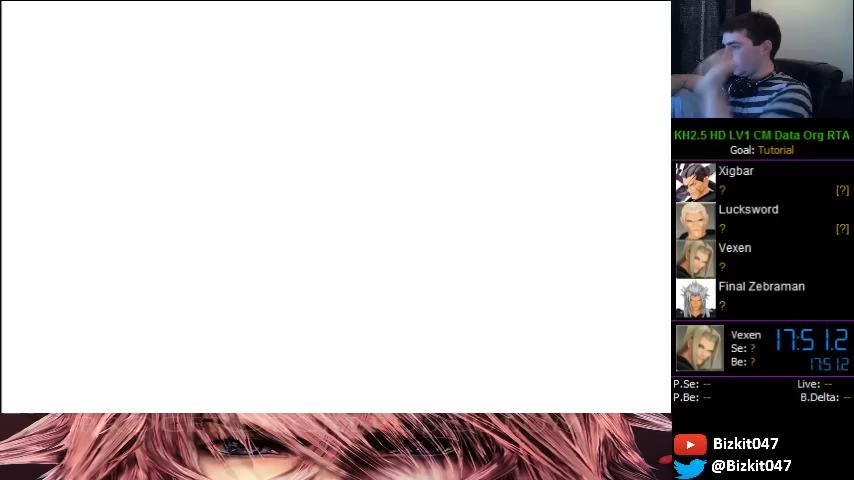 KH2.5 HD LV1 CM Data Org RTA
Goal: Tutorial
Xigbar
? [?]
Lucksword
? [?]
Vexen
?
Final Zebraman
?
Vexen 17:51.2
Se: ?
Be: ? 17:51.2
P.Se: -- Live: --
P.Be: -- B.Delta: --
Bizkit047
@Bizkit047